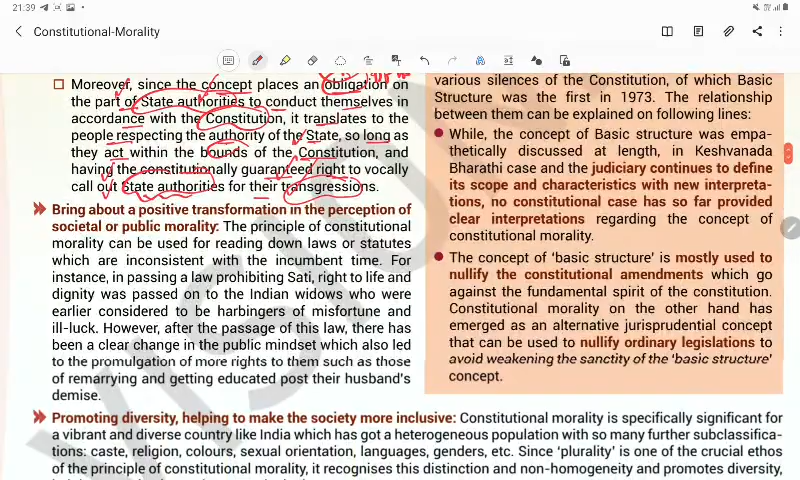 21:39
Constitutional-Morality
Moreover, since the concept places an obligation on
the part of State authorities to conduct themselves in
accordance with the Constitution, it translates to the
people respecting the authority of the State, so long as
they act within the bounds of the Constitution, and
having the constitutionally guaranteed right to vocally
call out State authorities for their transgressions.
Bring about a positive transformation in the perception of
societal or public morality: The principle of constitutional
morality can be used for reading down laws or statutes
which are inconsistent with the incumbent time. For
instance, in passing a law prohibiting Sati, right to life and
dignity was passed on to the Indian widows who were
earlier considered to be harbingers of misfortune and
ill-luck. However, after the passage of this law, there has
been a clear change in the public mindset which also led
to the promulgation of more rights to them such as those
of remarrying and getting educated post their husband's
demise.
various silences of the Constitution, of which Basic
Structure was the first in 1973. The relationship
between them can be explained on following lines:
While, the concept of Basic structure was empa-
thetically discussed at length, in Keshvanada
Bharathi case and the judiciary continues to define
its scope and characteristics with new interpreta-
tions, no constitutional case has so far provided
clear interpretations regarding the concept of
constitutional morality.
The concept of 'basic structure' is mostly used to
nullify the constitutional amendments which go
against the fundamental spirit of the constitution.
Constitutional morality on the other hand has
emerged as an alternative jurisprudential concept
that can be used to nullify ordinary legislations to
avoid weakening the sanctity of the 'basic structure'
concept.
Promoting diversity, helping to make the society more inclusive: Constitutional morality is specifically significant for
a vibrant and diverse country like India which has got a heterogeneous population with so many further subclassifica-
tions: caste, religion, colours, sexual orientation, languages, genders, etc. Since 'plurality' is one of the crucial ethos
of the principle of constitutional morality, it recognises this distinction and non-homogeneity and promotes diversity,